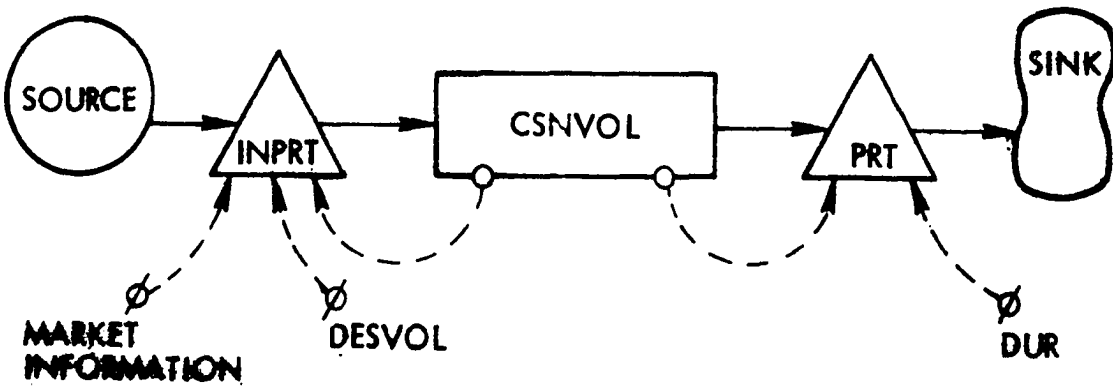 SOURCE
INPRT
CSNVOL
PRT
SINK
MARKET
INFORMATION
DESVOL
DUR